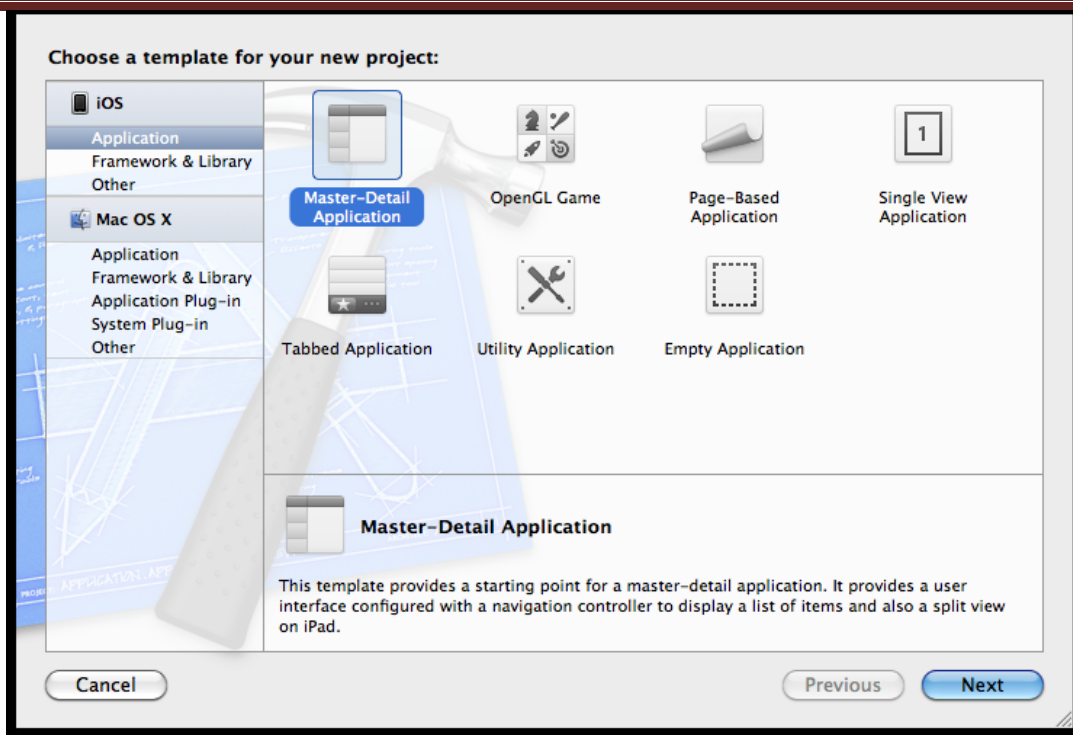 Choose a template for your new project:
iOS
Application
Framework & Library
Other
Mac OS X
Application
Framework & Library
Application Plug-in
System Plug-in
Other
Master-Detail
Application
OpenGL Game
Page-Based
Application
Single View
Application
1
Tabbed Application
Utility Application
Empty Application
Master-Detail Application
This template provides a starting point for a master-detail application. It provides a user
interface configured with a navigation controller to display a list of items and also a split view
on iPad.
Cancel
Previous
Next